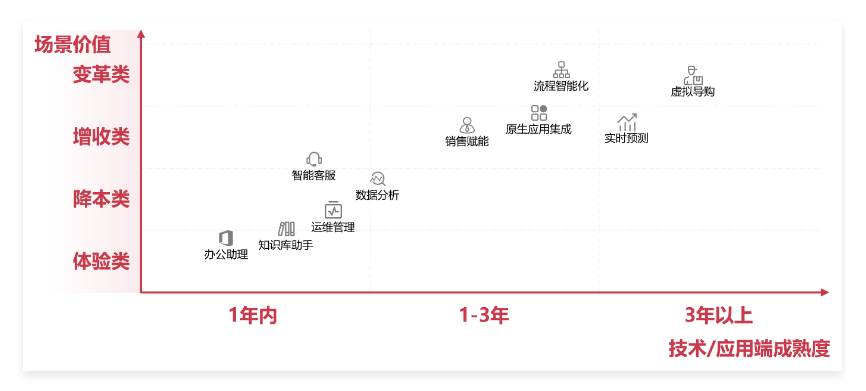 场景价值
变革类
流程智能化
虚拟导购
增收类
销售赋能
原生应用集成
实时预测
智能客服
降本类
数据分析
运维管理
知识库助手
办公助理
体验类
1年内
1-3年
3年以上
技术/应用端成熟度